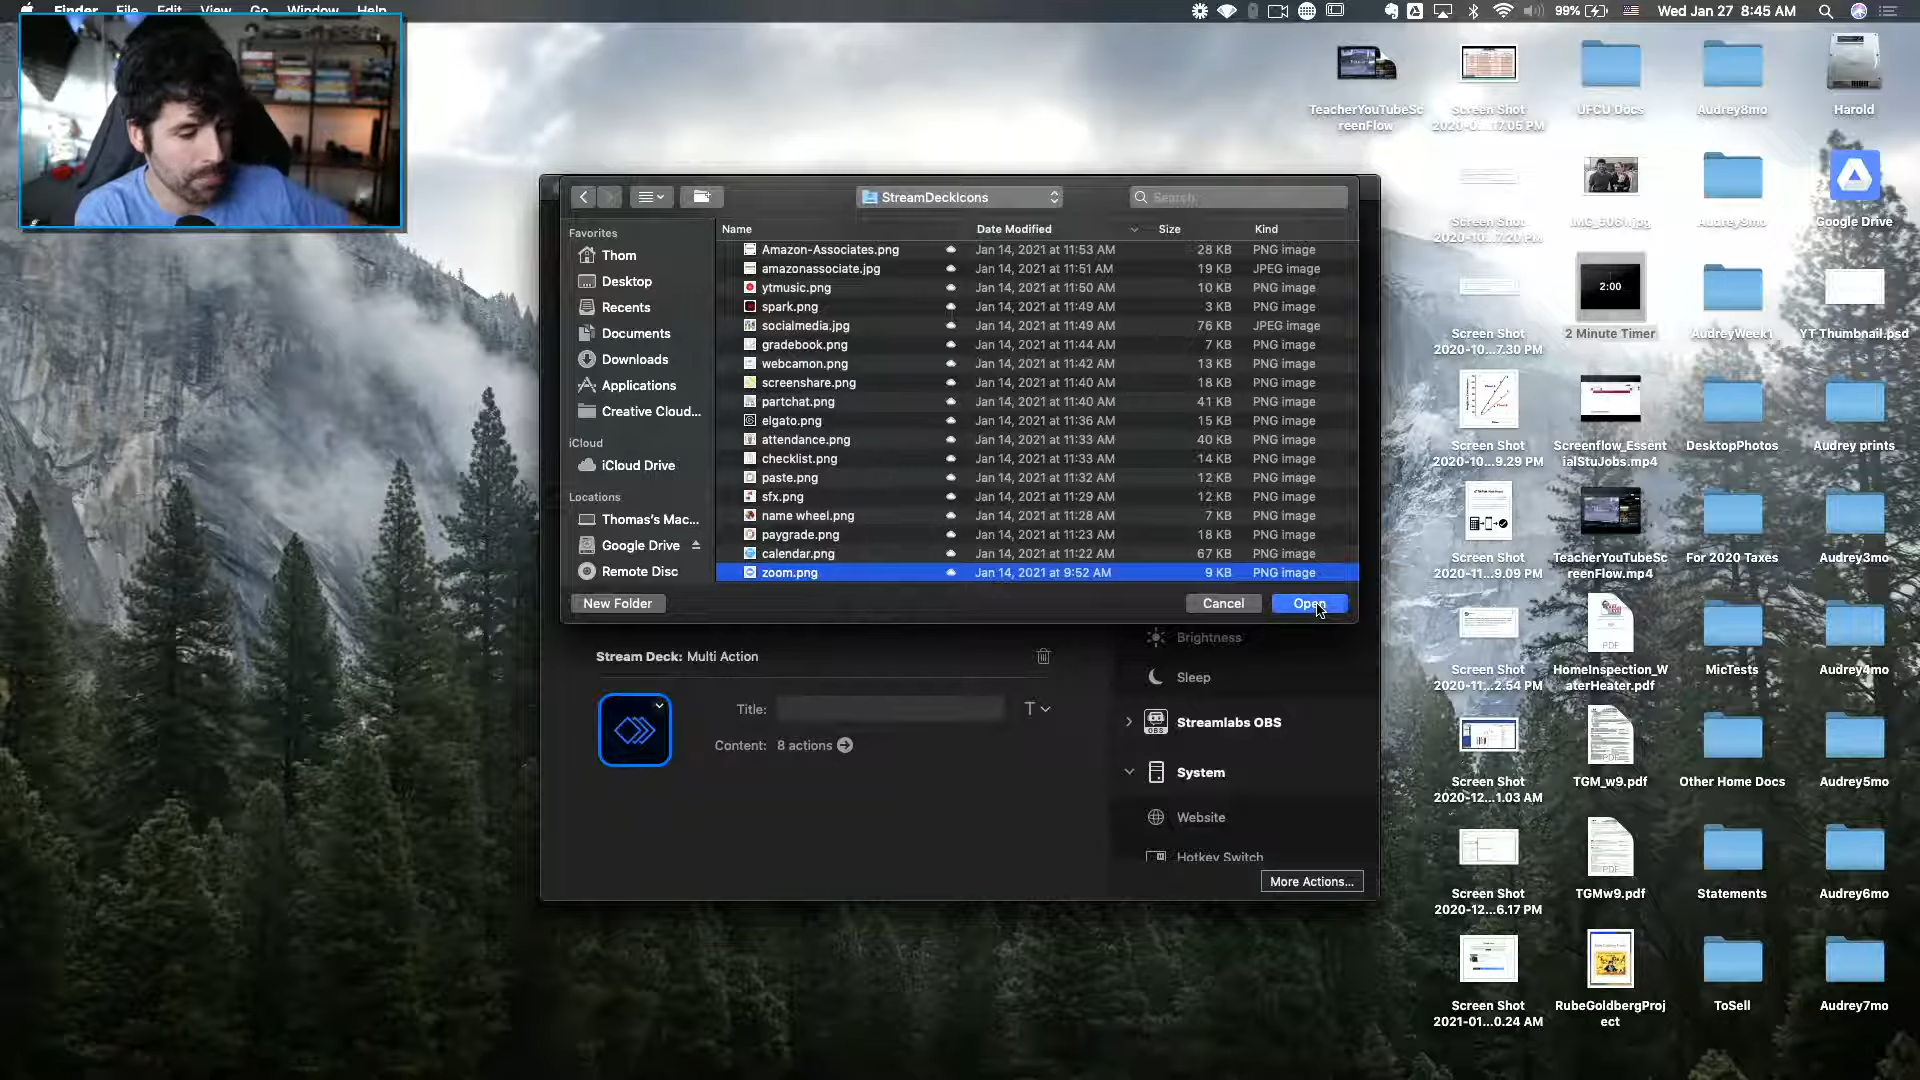 Finder File Edit View Go Window Help
99% Wed Jan 27 8:45 AM
TeacherYouTubeSc
reenFlow
Screen Shot
UFCU Docs
Audrey8mo
Harold
Screen Shot
Audrey9mo
Google Drive
Screen Shot
2020-10...7.30 PM
2:00
2 Minute Timer
AudreyWeek1
YT Thumbnail.psd
Screen Shot
2020-10...9.29 PM
Screenflow_Essent
ialStuJobs.mp4
DesktopPhotos
Audrey prints
Screen Shot
2020-11...9.09 PM
TeacherYouTubeSc
reenFlow.mp4
For 2020 Taxes
Audrey3mo
Screen Shot
2020-11...2.54 PM
PDF
HomeInspection_W
aterHeater.pdf
MicTests
Audrey4mo
Screen Shot
2020-12...1.03 AM
PDF
TGM_w9.pdf
Other Home Docs
Audrey5mo
Screen Shot
2020-12...6.17 PM
PDF
TGMw9.pdf
Statements
Audrey6mo
Screen Shot
2021-01...0.24 AM
RubeGoldbergProj
ect
ToSell
Audrey7mo
StreamDeckIcons
Search
Favorites
Thom
Desktop
Recents
Documents
Downloads
Applications
Creative Cloud...
iCloud
iCloud Drive
Locations
Thomas's Mac...
Google Drive
Remote Disc
Name Date Modified Size Kind
Amazon-Associates.png Jan 14, 2021 at 11:53 AM 28 KB PNG image
amazonassociate.jpg Jan 14, 2021 at 11:51 AM 19 KB JPEG image
ytmusic.png Jan 14, 2021 at 11:50 AM 10 KB PNG image
spark.png Jan 14, 2021 at 11:49 AM 3 KB PNG image
socialmedia.jpg Jan 14, 2021 at 11:49 AM 76 KB JPEG image
gradebook.png Jan 14, 2021 at 11:44 AM 7 KB PNG image
webcamon.png Jan 14, 2021 at 11:42 AM 13 KB PNG image
screenshare.png Jan 14, 2021 at 11:40 AM 18 KB PNG image
partchat.png Jan 14, 2021 at 11:40 AM 41 KB PNG image
elgato.png Jan 14, 2021 at 11:36 AM 15 KB PNG image
attendance.png Jan 14, 2021 at 11:33 AM 40 KB PNG image
checklist.png Jan 14, 2021 at 11:33 AM 14 KB PNG image
paste.png Jan 14, 2021 at 11:32 AM 12 KB PNG image
sfx.png Jan 14, 2021 at 11:29 AM 12 KB PNG image
name wheel.png Jan 14, 2021 at 11:28 AM 7 KB PNG image
paygrade.png Jan 14, 2021 at 11:23 AM 18 KB PNG image
calendar.png Jan 14, 2021 at 11:22 AM 67 KB PNG image
zoom.png Jan 14, 2021 at 9:52 AM 9 KB PNG image
New Folder Cancel Open
Stream Deck: Multi Action
Title: T
Content: 8 actions
Brightness
Sleep
OBS Streamlabs OBS
System
Website
Hotkey Switch
More Actions...